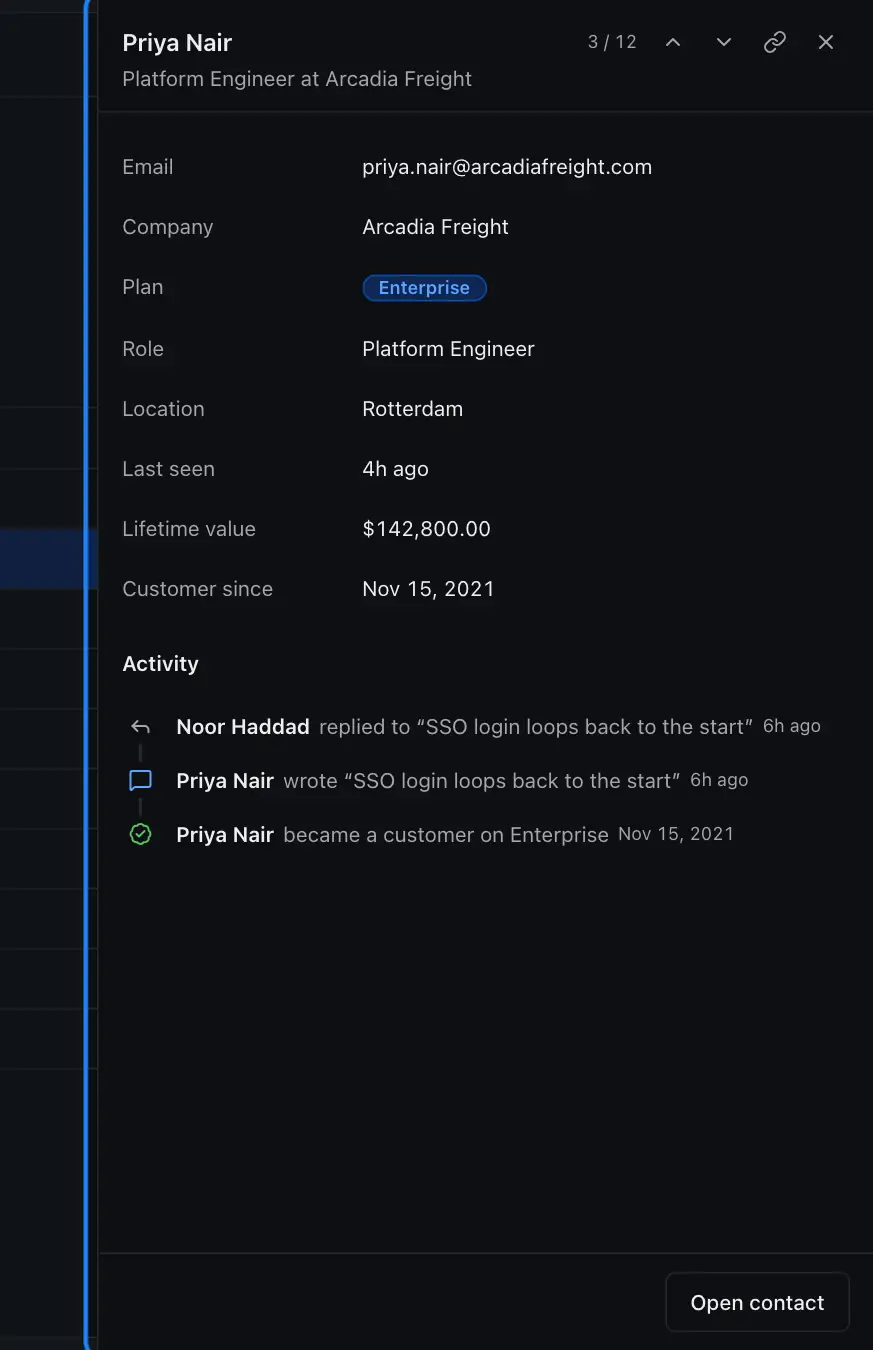 Priya Nair 3 / 12
Platform Engineer at Arcadia Freight
Email priya.nair@arcadiafreight.com
Company Arcadia Freight
Plan Enterprise
Role Platform Engineer
Location Rotterdam
Last seen 4h ago
Lifetime value $142,800.00
Customer since Nov 15, 2021
Activity
Noor Haddad replied to “SSO login loops back to the start” 6h ago
Priya Nair wrote “SSO login loops back to the start” 6h ago
Priya Nair became a customer on Enterprise Nov 15, 2021
Open contact